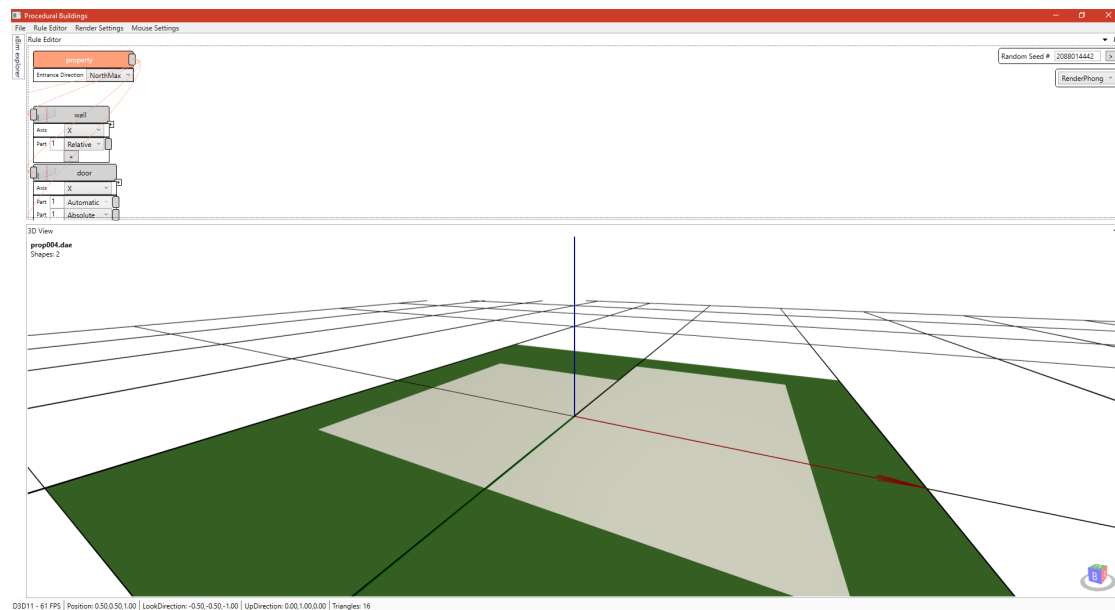 Procedural Buildings
File Rule Editor Render Settings Mouse Settings
xBim explorer
Rule Editor
property
Entrance Direction NorthMax
Random Seed # 2088014442 >
RenderPhong
wall
Axis X
Part 1 Relative
+
door
Axis X
Part 1 Automatic
Part 1 Absolute
3D View
prop004.dae
Shapes: 2
B
D3D11 - 61 FPS Position: 0.50,0.50,1.00 LookDirection: -0.50,-0.50,-1.00 UpDirection: 0.00,1.00,0.00 Triangles: 16